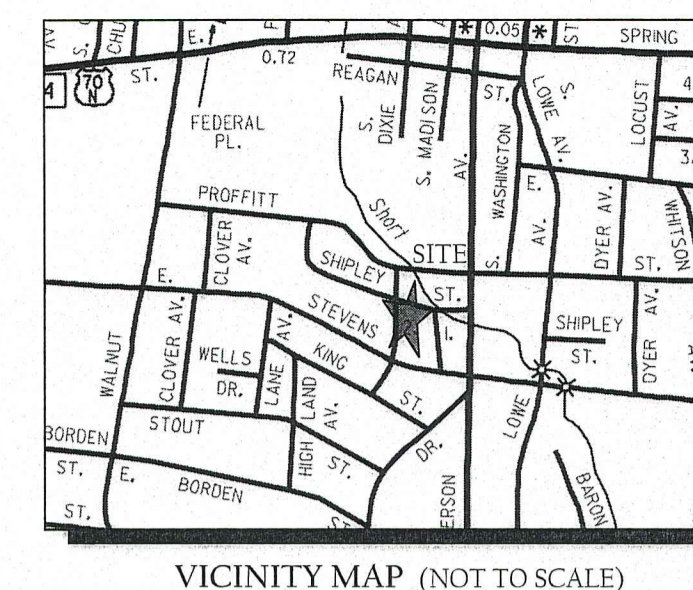 S.
CHU
E.
0.05
ST
SPRING
0.72
ST.
70
N
4
REAGAN
S. DIXIE
S. MADISON
AV.
ST.
S.
LOWE AV.
LOCUST
AV.
4
3
FEDERAL
PL.
WASHINGTON
S.
PROFFITT
Short
E.
AV.
DYER AV.
WHITSON
CLOVER
AV.
SHIPLEY
SITE
ST.
ST.
E.
STEVENS
I.
SHIPLEY
ST.
DYER AV.
WALNUT
CLOVER AV.
WELLS
DR.
LANE
AV.
KING
ST.
HIGH LAND
AV.
STOUT
ST.
DR.
LOWE
BORDEN
ST.
E.
BORDEN
ERSON
BARON
ST.
ST
VICINITY MAP (NOT TO SCALE)